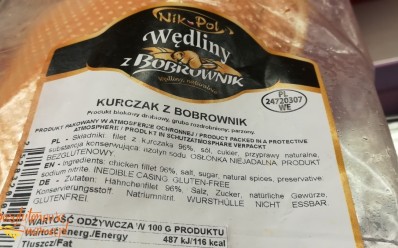 Nik-Pol
Wędliny
z BOBROWNIK
PL
24720307
WE
KURCZAK Z BOBROWNIK
Produkt blokowy drobiowy, grubo rozdrobniony, parzony.
PRODUKT PAKOWANY W ATMOSFERZE OCHRONNEJ / PRODUCT PACKED IN A PROTECTIVE
ATMOSPHERE / PRODUKT IN SCHUTZATMOSPHÄRE VERPACKT
PL - Składniki: filet z kurczaka 96%, sól, cukier, przyprawy naturalne,
substancja konserwująca: azotyn sodu. OSŁONKA NIEJADALNA. PRODUKT
BEZGLUTENOWY
EN - Ingredients: chicken fillet 96%, salt, sugar, natural spices, preservative:
sodium nitrite. INEDIBLE CASING. GLUTEN-FREE
DE - Zutaten: Hähnchenfilet 96%, Salz, Zucker, natürliche Gewürze,
Konservierungsstoff: Natriumnitrit. WURSTHÜLLE NICHT ESSBAR.
GLUTENFREI
WARTOŚĆ ODŻYWCZA W 100 G PRODUKTU
Energ./Energy 487 kJ/116 kcal
Tłuszcz/Fat